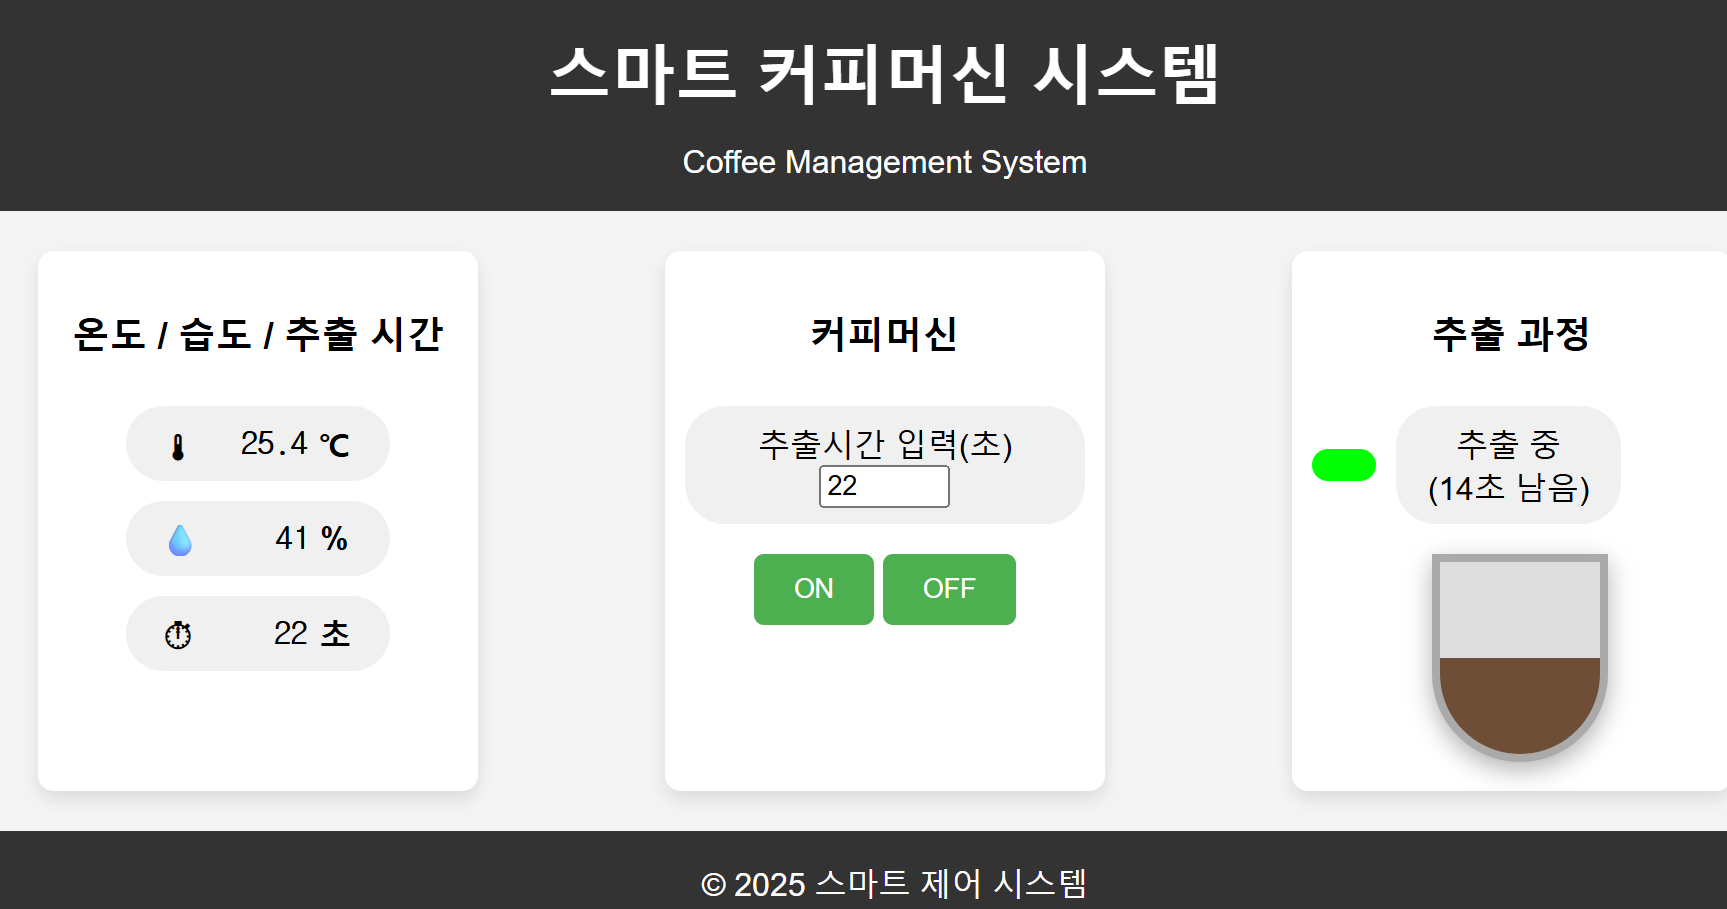 스마트 커피머신 시스템
Coffee Management System
온도 / 습도 / 추출 시간
25.4 ℃
41 %
22 초
커피머신
추출시간 입력(초)
22
ON OFF
추출 과정
추출 중
(14초 남음)
© 2025 스마트 제어 시스템